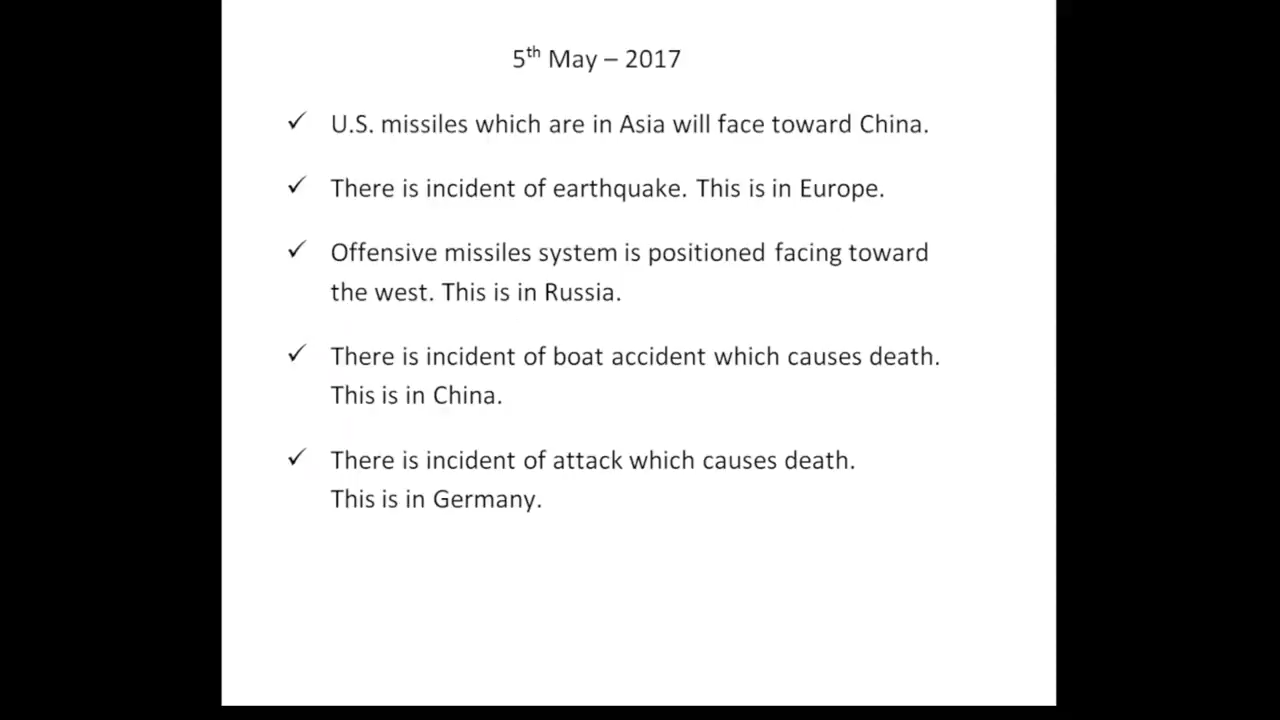 5th May – 2017
✓ U.S. missiles which are in Asia will face toward China.
✓ There is incident of earthquake. This is in Europe.
✓ Offensive missiles system is positioned facing toward
the west. This is in Russia.
✓ There is incident of boat accident which causes death.
This is in China.
✓ There is incident of attack which causes death.
This is in Germany.